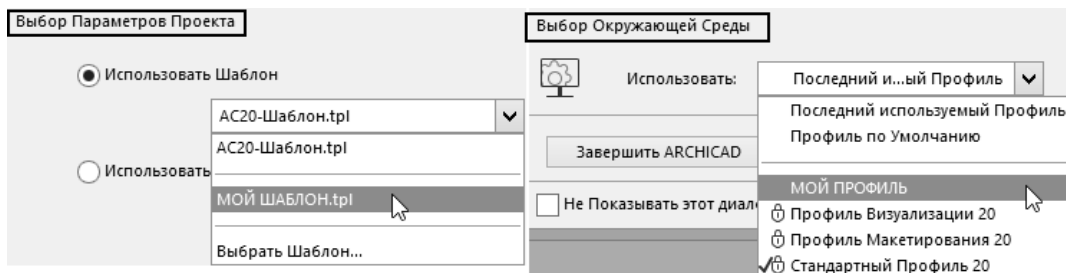 Выбор Параметров Проекта
Использовать Шаблон
AC20-Шаблон.tpl
AC20-Шаблон.tpl
Использовать
МОЙ ШАБЛОН.tpl
Выбрать Шаблон...
Выбор Окружающей Среды
Использовать:
Последний и...ый Профиль
Последний используемый Профиль
Профиль по Умолчанию
Завершить ARCHICAD
МОЙ ПРОФИЛЬ
Не Показывать этот диал
Профиль Визуализации 20
Профиль Макетирования 20
Стандартный Профиль 20